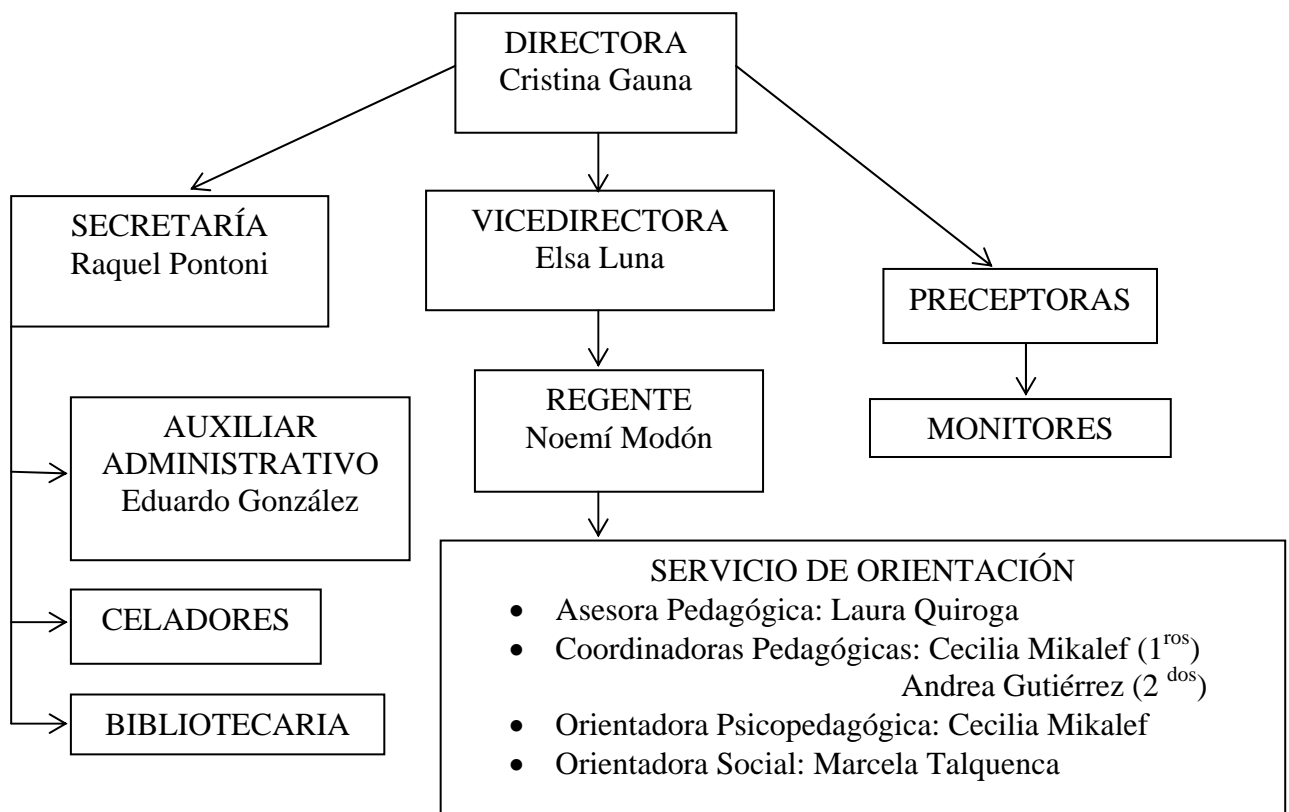 DIRECTORA
Cristina Gauna
SECRETARÍA
Raquel Pontoni
VICEDIRECTORA
Elsa Luna
PRECEPTORAS
REGENTE
Noemí Modón
MONITORES
AUXILIAR
ADMINISTRATIVO
Eduardo González
CELADORES
BIBLIOTECARIA
SERVICIO DE ORIENTACIÓN
• Asesora Pedagógica: Laura Quiroga
• Coordinadoras Pedagógicas: Cecilia Mikalef (1ros)
Andrea Gutiérrez (2 dos)
• Orientadora Psicopedagógica: Cecilia Mikalef
• Orientadora Social: Marcela Talquenca